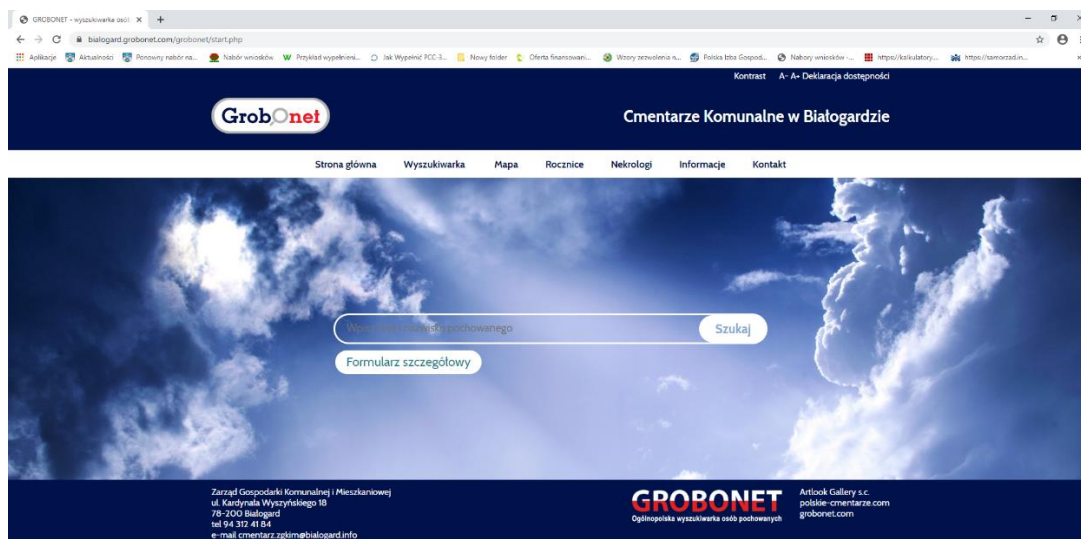 GROBONET - wyszukiwarka osób
bialogard.grobonet.com/grobonet/start.php
Aplikacje Aktualności Ponowny nabór na... Nabór wniosków Przykład wypełnieni... Jak Wypełnić PCC-3... Nowy folder Oferta finansowani... Wzory zezwolenia n... Polska Izba Gospod... Nabory wniosków -... https://kalkulatory... https://samorzad.in...
Kontrast A- A+ Deklaracja dostępności
GrobOnet
Cmentarze Komunalne w Białogardzie
Strona główna Wyszukiwarka Mapa Rocznice Nekrologi Informacje Kontakt
pochowanego
Szukaj
Formularz szczegółowy
Zarząd Gospodarki Komunalnej i Mieszkaniowej
ul. Kardynała Wyszyńskiego 18
78-200 Białogard
tel 94 312 41 84
e-mail cmentarz.zgkim@bialogard.info
GROBONET
Ogólnopolska wyszukiwarka osób pochowanych
Artlook Gallery s.c.
polskie-cmentarze.com
grobonet.com